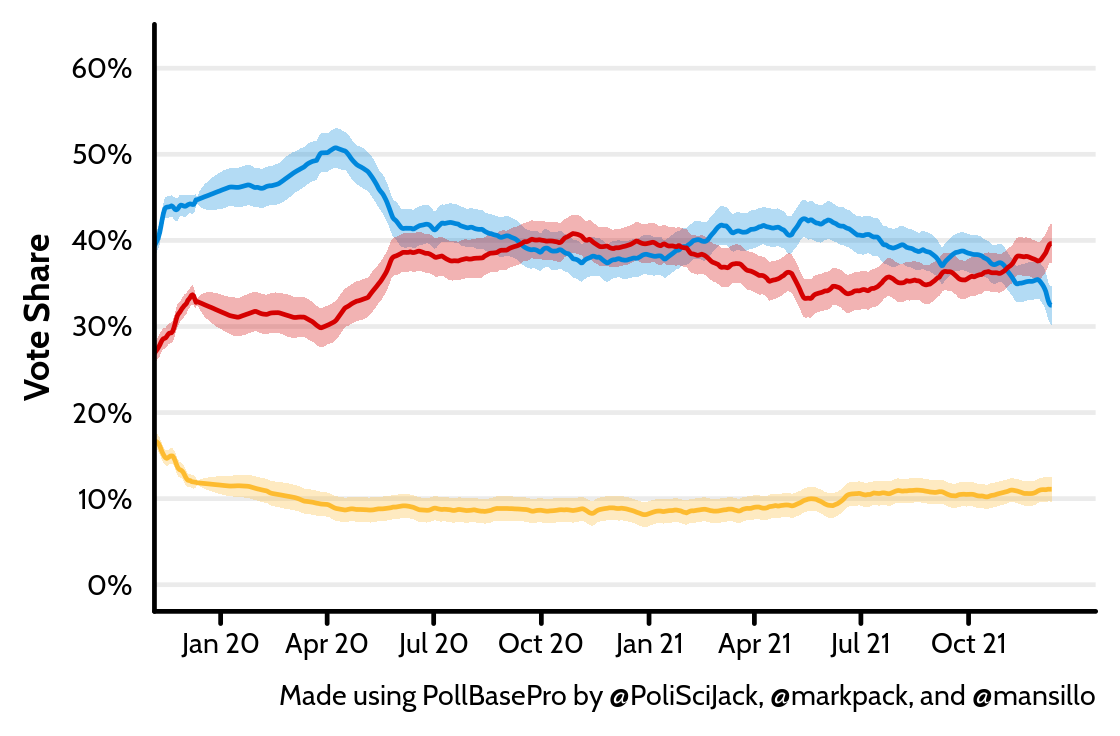 Vote Share
60%
50%
40%
30%
20%
10%
0%
Jan 20 Apr 20 Jul 20 Oct 20 Jan 21 Apr 21 Jul 21 Oct 21
Made using PollBasePro by @PoliSciJack, @markpack, and @mansillo